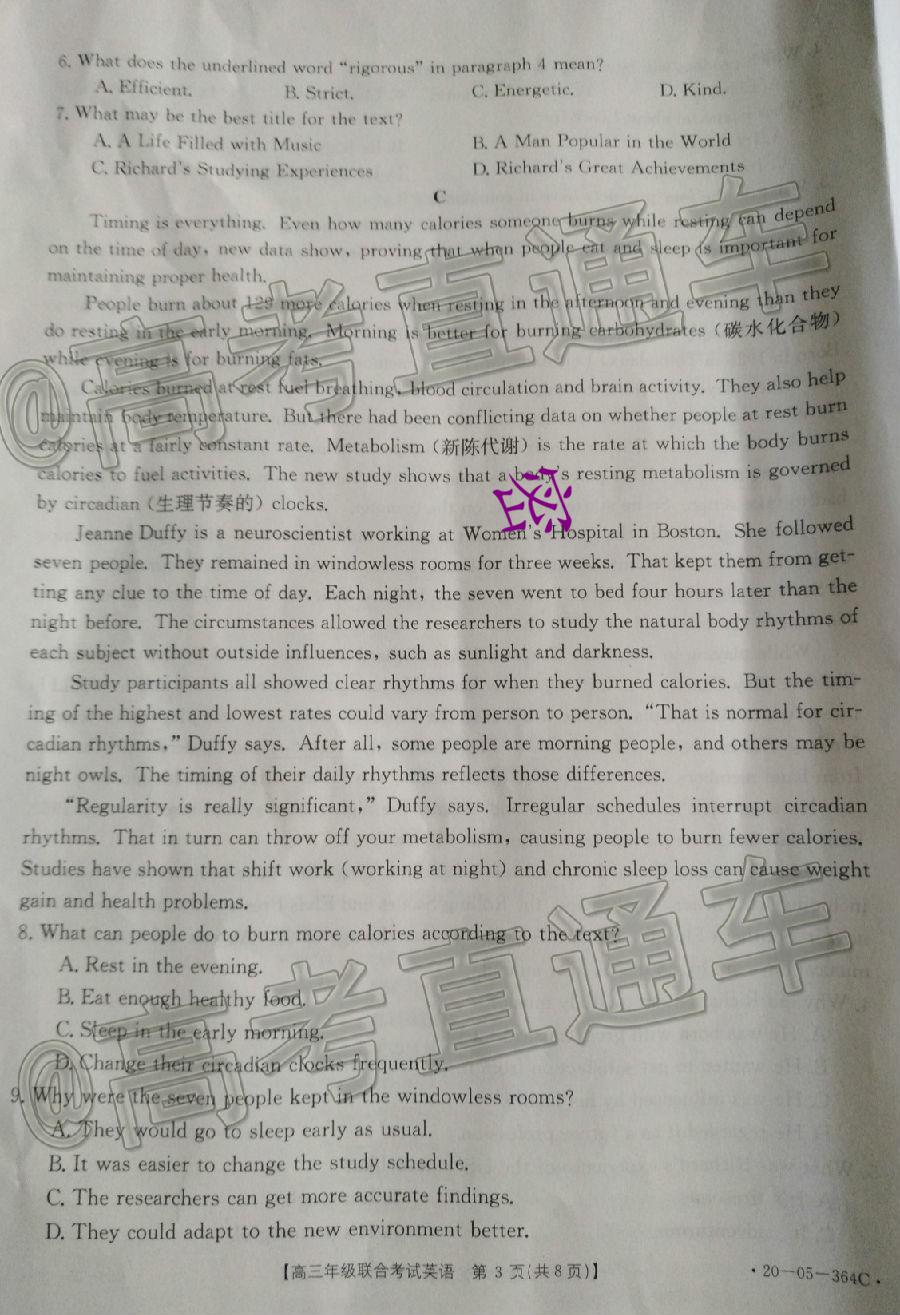 6. What does the underlined word “rigorous” in paragraph 4 mean?
A. Efficient. B. Strict. C. Energetic. D. Kind.
7. What may be the best title for the text?
A. A Life Filled with Music B. A Man Popular in the World
C. Richard's Studying Experiences D. Richard's Great Achievements
C
Timing is everything. Even how many calories someone burns while resting can depend
on the time of day, new data show, proving that when people eat and sleep is important for
maintaining proper health.
People burn about 129 more calories when resting in the afternoon and evening than they
do resting in the early morning. Morning is better for burning carbohydrates (碳水化合物)
while evening is for burning fats.
Calories burned at rest fuel breathing, blood circulation and brain activity. They also help
maintain body temperature. But there had been conflicting data on whether people at rest burn
calories at a fairly constant rate. Metabolism (新陈代谢) is the rate at which the body burns
calories to fuel activities. The new study shows that a body's resting metabolism is governed
by circadian (生理节奏的) clocks.
Jeanne Duffy is a neuroscientist working at Women's Hospital in Boston. She followed
seven people. They remained in windowless rooms for three weeks. That kept them from get-
ting any clue to the time of day. Each night, the seven went to bed four hours later than the
night before. The circumstances allowed the researchers to study the natural body rhythms of
each subject without outside influences, such as sunlight and darkness.
Study participants all showed clear rhythms for when they burned calories. But the tim-
ing of the highest and lowest rates could vary from person to person. “That is normal for cir-
cadian rhythms,” Duffy says. After all, some people are morning people, and others may be
night owls. The timing of their daily rhythms reflects those differences.
“Regularity is really significant,” Duffy says. Irregular schedules interrupt circadian
rhythms. That in turn can throw off your metabolism, causing people to burn fewer calories.
Studies have shown that shift work (working at night) and chronic sleep loss can cause weight
gain and health problems.
8. What can people do to burn more calories according to the text?
A. Rest in the evening.
B. Eat enough healthy food.
C. Sleep in the early morning.
D. Change their circadian clocks frequently.
9. Why were the seven people kept in the windowless rooms?
A. They would go to sleep early as usual.
B. It was easier to change the study schedule.
C. The researchers can get more accurate findings.
D. They could adapt to the new environment better.
【高三年级联合考试英语 第 3 页(共 8 页)】 ·20-05-364C·
@高考直通车
@高考直通车
密